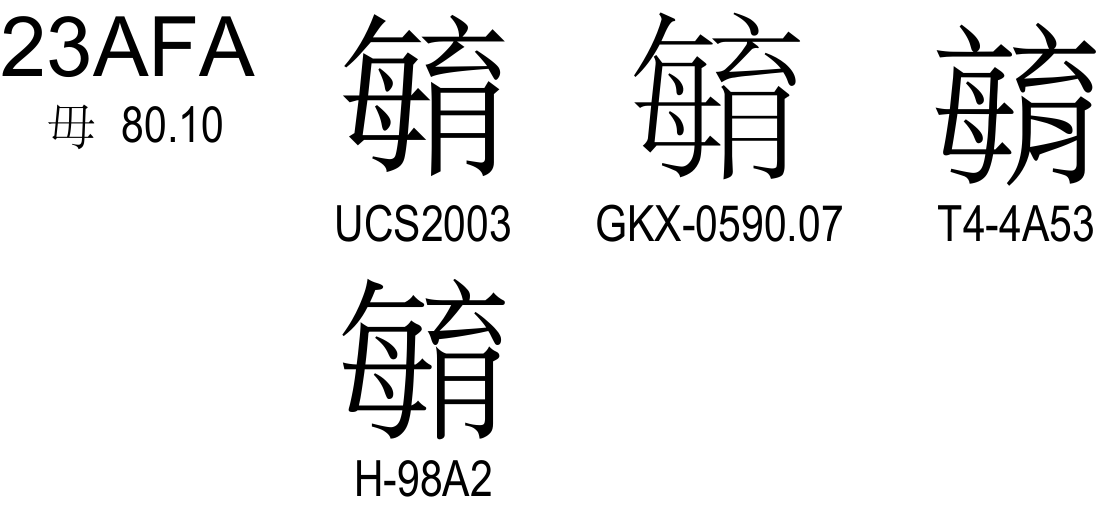 23AFA 𣫺 𣫺 𣫺
毋 80.10
UCS2003 GKX-0590.07 T4-4A53
𣫺
H-98A2